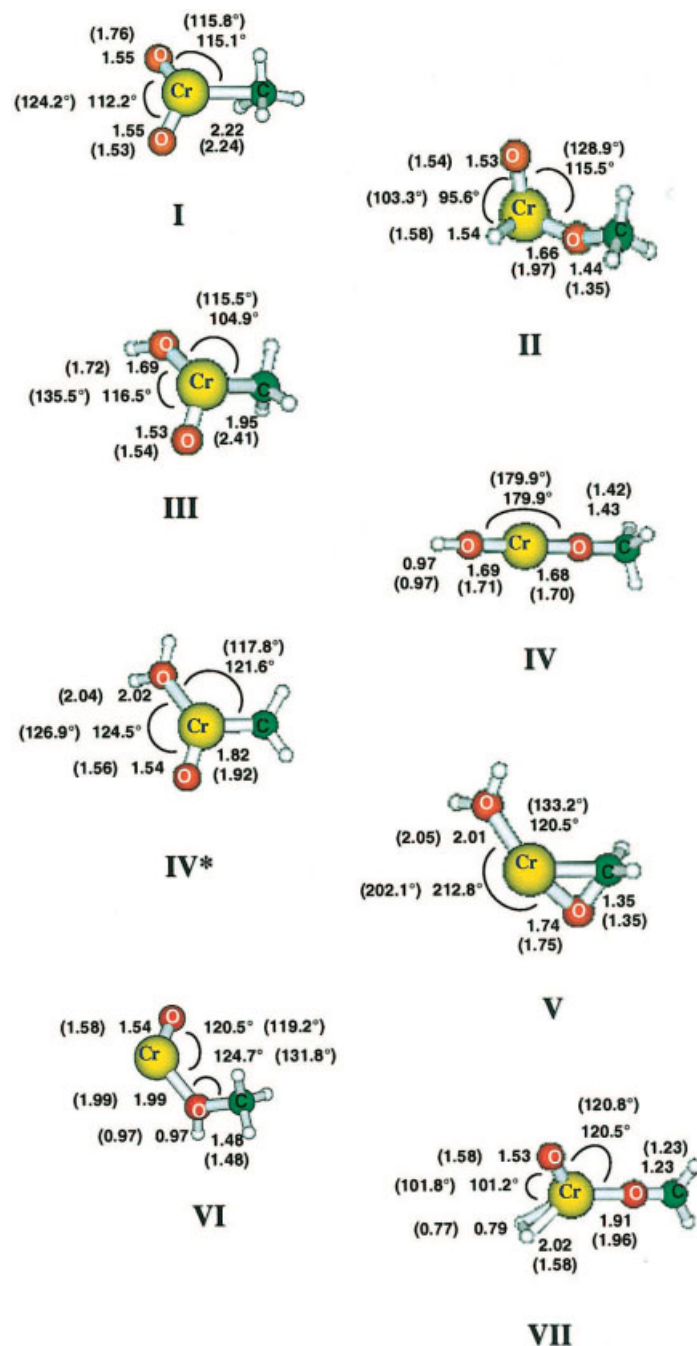 (115.8°)
(1.76) 115.1°
1.55 O
Cr C
(124.2°) 112.2°
1.55 O 2.22
(1.53) (2.24)
I
(1.54) 1.53 O (128.9°)
115.5°
(103.3°) 95.6° Cr
(1.58) 1.54 O C
1.66 1.44
(1.97) (1.35)
II
(115.5°)
104.9°
O
(1.72) 1.69 Cr C
(135.5°) 116.5°
1.53 O 1.95
(1.54) (2.41)
III
(179.9°) (1.42)
179.9° 1.43
O Cr O C
0.97 1.69 1.68
(0.97) (1.71) (1.70)
IV
(117.8°)
O 121.6°
(2.04) 2.02
(126.9°) 124.5° Cr C
1.82
(1.56) 1.54 O (1.92)
IV*
O (133.2°)
(2.05) 2.01 120.5°
Cr C
(202.1°) 212.8°
O 1.35
1.74 (1.35)
(1.75)
V
O
(1.58) 1.54 120.5° (119.2°)
Cr 124.7° (131.8°)
(1.99) 1.99 O C
(0.97) 0.97 1.48
(1.48)
VI
(120.8°)
(1.58) 1.53 O 120.5° (1.23)
1.23
(101.8°) 101.2° Cr O C
(0.77) 0.79 1.91
2.02 (1.96)
(1.58)
VII